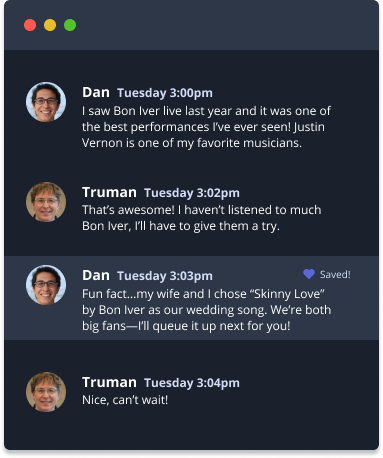 Dan Tuesday 3:00pm
I saw Bon Iver live last year and it was one of
the best performances I've ever seen! Justin
Vernon is one of my favorite musicians.
Truman Tuesday 3:02pm
That's awesome! I haven't listened to much
Bon Iver, I'll have to give them a try.
Dan Tuesday 3:03pm Saved!
Fun fact...my wife and I chose “Skinny Love”
by Bon Iver as our wedding song. We're both
big fans—I'll queue it up next for you!
Truman Tuesday 3:04pm
Nice, can't wait!